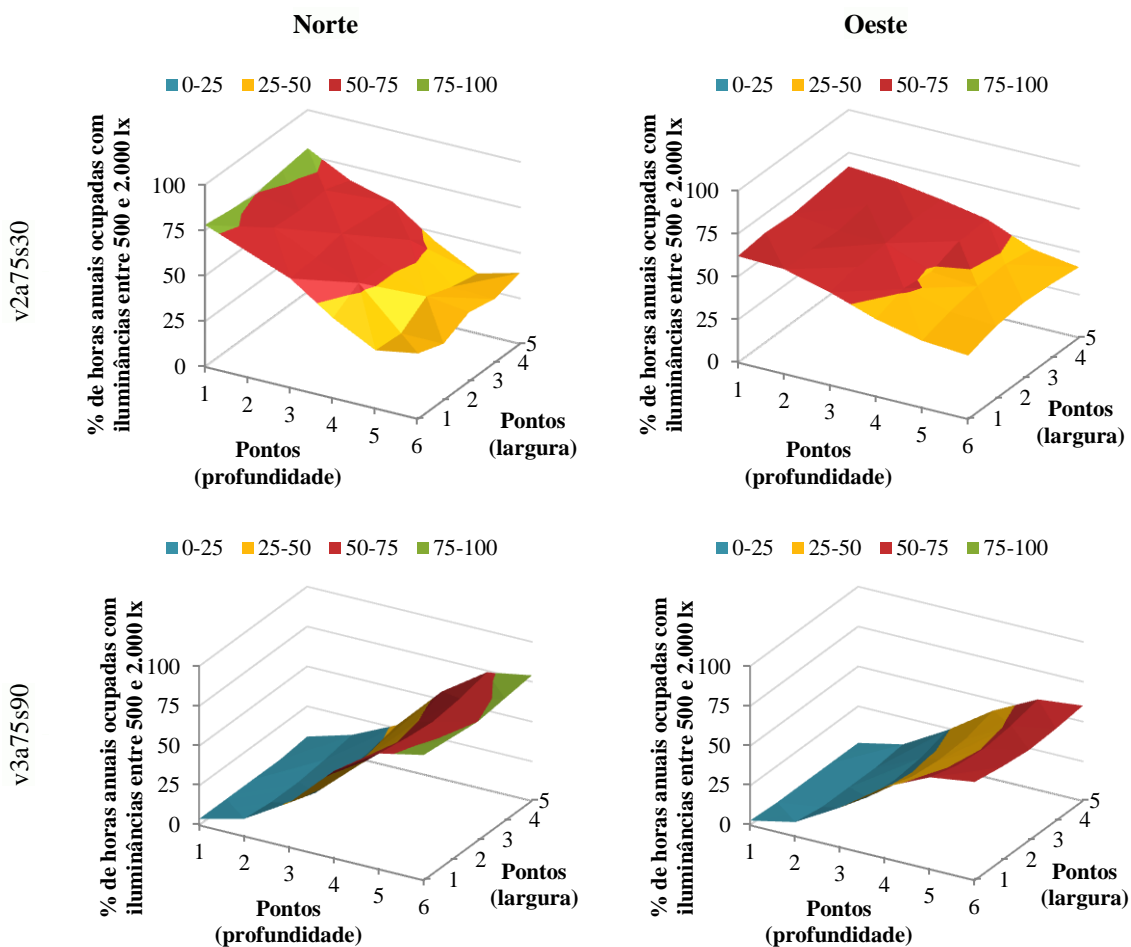 Norte
Oeste
v2a75s30
0-25 25-50 50-75 75-100
% de horas anuais ocupadas com
iluminâncias entre 500 e 2.000 lx
100
75
50
25
0
1 2 3 4 5 6
Pontos
(profundidade)
1 2 3 4 5
Pontos
(largura)
0-25 25-50 50-75 75-100
% de horas anuais ocupadas com
iluminâncias entre 500 e 2.000 lx
100
75
50
25
0
1 2 3 4 5 6
Pontos
(profundidade)
1 2 3 4 5
Pontos
(largura)
v3a75s90
0-25 25-50 50-75 75-100
% de horas anuais ocupadas com
iluminâncias entre 500 e 2.000 lx
100
75
50
25
0
1 2 3 4 5 6
Pontos
(profundidade)
1 2 3 4 5
Pontos
(largura)
0-25 25-50 50-75 75-100
% de horas anuais ocupadas com
iluminâncias entre 500 e 2.000 lx
100
75
50
25
0
1 2 3 4 5 6
Pontos
(profundidade)
1 2 3 4 5
Pontos
(largura)